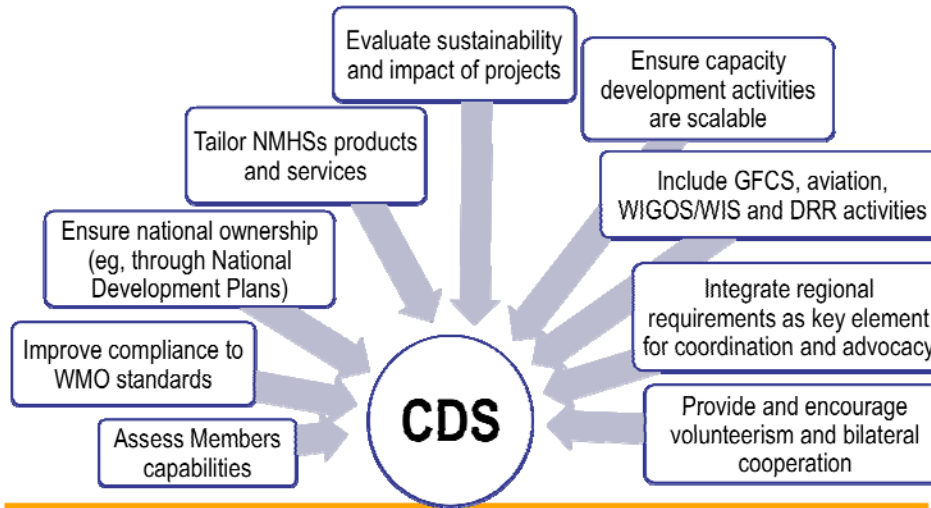 Evaluate sustainability
and impact of projects
Ensure capacity
development activities
are scalable
Tailor NMHSs products
and services
Include GFCS, aviation,
WIGOS/WIS and DRR activities
Ensure national ownership
(eg, through National
Development Plans)
Integrate regional
requirements as key element
for coordination and advocacy
Improve compliance to
WMO standards
CDS
Provide and encourage
volunteerism and bilateral
cooperation
Assess Members
capabilities